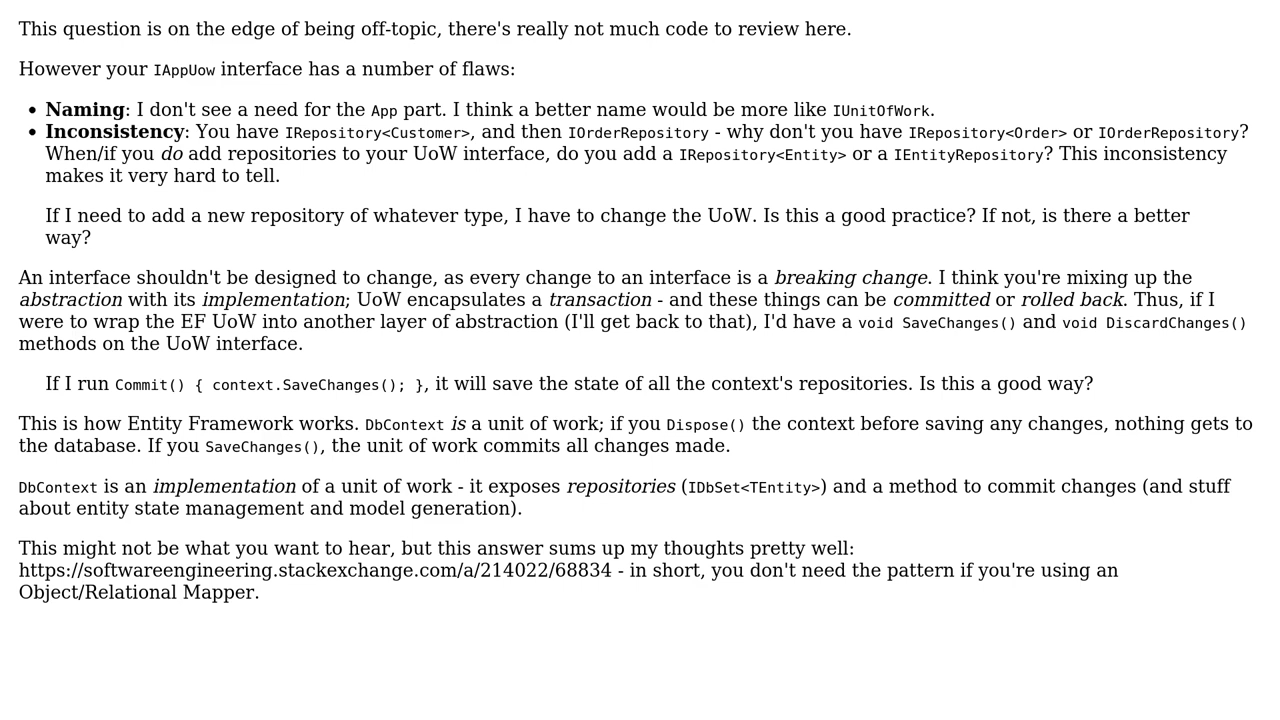 This question is on the edge of being off-topic, there's really not much code to review here.
However your IAppUow interface has a number of flaws:
• Naming: I don't see a need for the App part. I think a better name would be more like IUnitOfWork.
• Inconsistency: You have IRepository<Customer>, and then IOrderRepository - why don't you have IRepository<Order> or IOrderRepository?
When/if you do add repositories to your UoW interface, do you add a IRepository<Entity> or a IEntityRepository? This inconsistency
makes it very hard to tell.
If I need to add a new repository of whatever type, I have to change the UoW. Is this a good practice? If not, is there a better
way?
An interface shouldn't be designed to change, as every change to an interface is a breaking change. I think you're mixing up the
abstraction with its implementation; UoW encapsulates a transaction - and these things can be committed or rolled back. Thus, if I
were to wrap the EF UoW into another layer of abstraction (I'll get back to that), I'd have a void SaveChanges() and void DiscardChanges()
methods on the UoW interface.
If I run Commit() { context.SaveChanges(); }, it will save the state of all the context's repositories. Is this a good way?
This is how Entity Framework works. DbContext is a unit of work; if you Dispose() the context before saving any changes, nothing gets to
the database. If you SaveChanges(), the unit of work commits all changes made.
DbContext is an implementation of a unit of work - it exposes repositories (IDbSet<TEntity>) and a method to commit changes (and stuff
about entity state management and model generation).
This might not be what you want to hear, but this answer sums up my thoughts pretty well:
https://softwareengineering.stackexchange.com/a/214022/68834 - in short, you don't need the pattern if you're using an
Object/Relational Mapper.